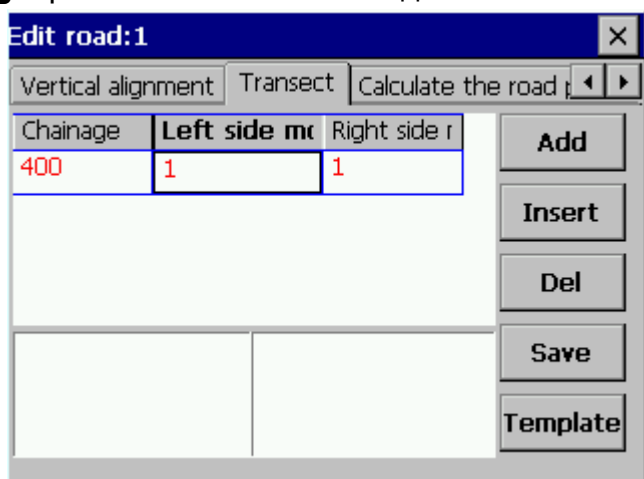 Edit road:1
Vertical alignment Transect Calculate the road
Chainage Left side Right side
400 1 1
Add
Insert
Del
Save
Template